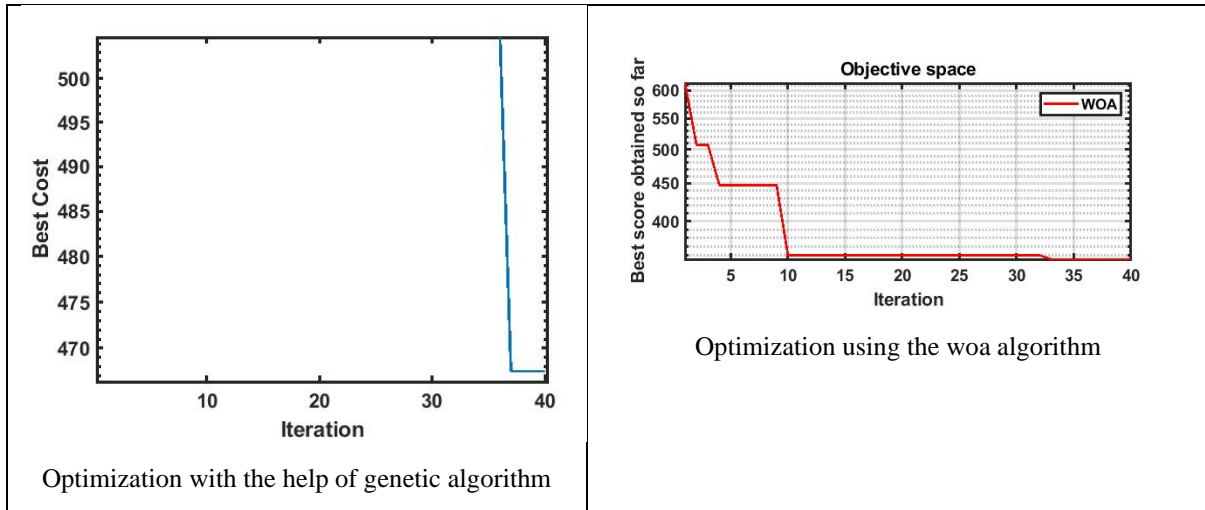 500
495
490
485
480
475
470
Best Cost
10 20 30 40
Iteration
Optimization with the help of genetic algorithm
Objective space
WOA
600
550
500
450
400
Best score obtained so far
5 10 15 20 25 30 35 40
Iteration
Optimization using the woa algorithm